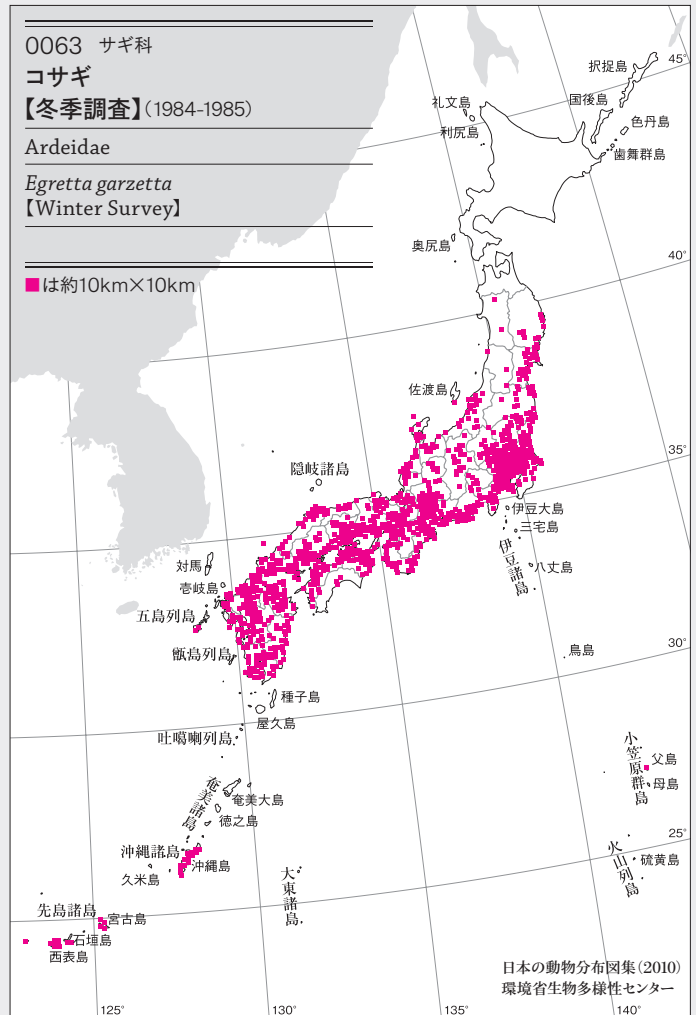 0063 サギ科
コサギ
【冬季調査】(1984-1985)
Ardeidae
Egretta garzetta
【Winter Survey】
■は約10km×10km
45°
択捉島
国後島
礼文島
色丹島
利尻島
歯舞群島
奥尻島
40°
佐渡島
35°
隠岐諸島
伊豆大島
三宅島
伊豆諸島
八丈島
対馬
壱岐島
五島列島
甑島列島
鳥島
30°
種子島
屋久島
吐噶喇列島
小笠原群島
父島
母島
奄美諸島
奄美大島
徳之島
25°
沖縄諸島
沖縄島
久米島
火山列島
硫黄島
大東諸島
先島諸島
宮古島
石垣島
西表島
日本の動物分布図集(2010)
環境省生物多様性センター
125°
130°
135°
140°